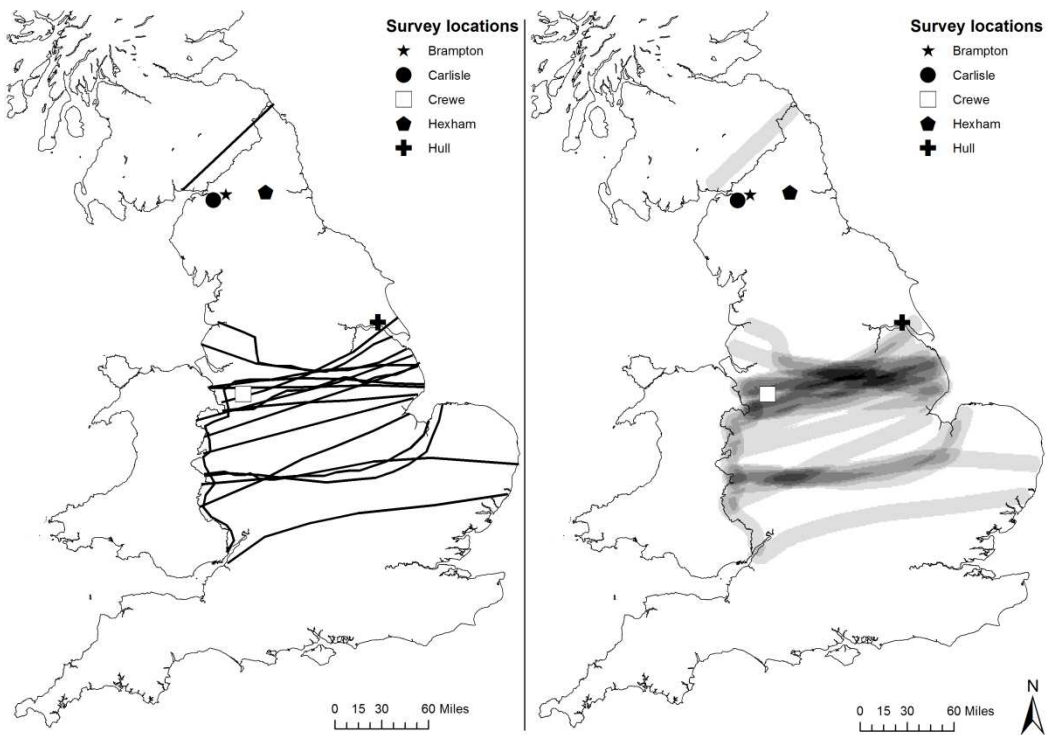 Survey locations
Brampton
Carlisle
Crewe
Hexham
Hull
0 15 30 60 Miles
Survey locations
Brampton
Carlisle
Crewe
Hexham
Hull
N
0 15 30 60 Miles